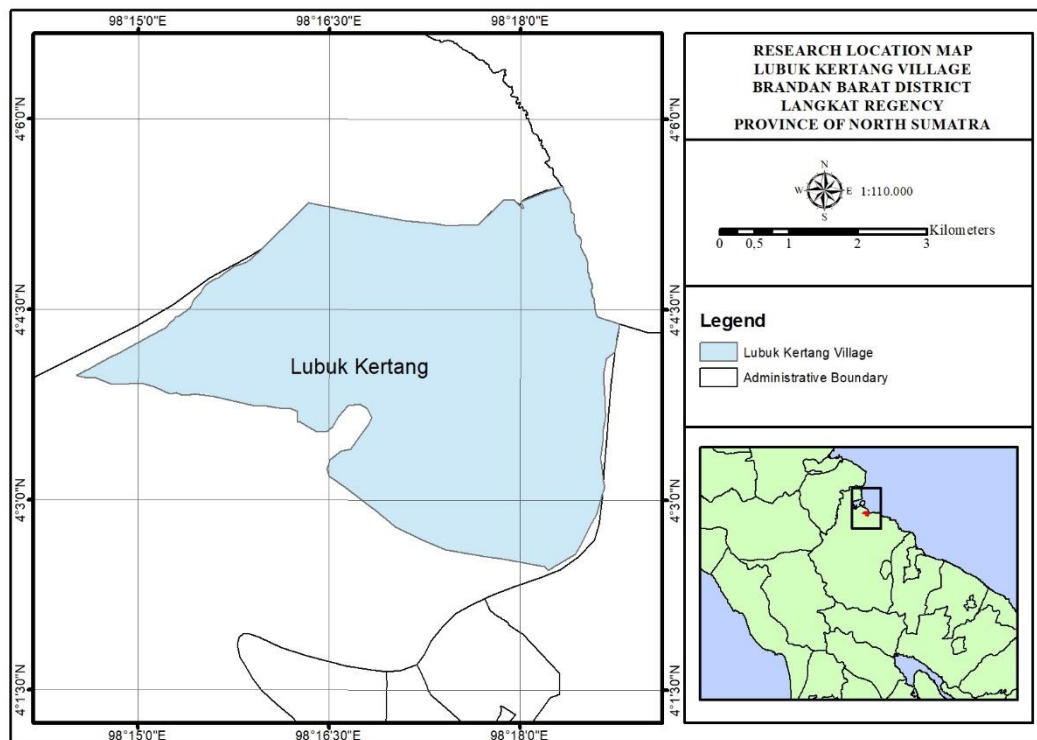 98°15'0"E 98°16'30"E 98°18'0"E
4°6'0"N 4°6'0"N
4°4'30"N 4°4'30"N
Lubuk Kertang
4°3'0"N 4°3'0"N
4°1'30"N 4°1'30"N
98°15'0"E 98°16'30"E 98°18'0"E
RESEARCH LOCATION MAP
LUBUK KERTANG VILLAGE
BRANDAN BARAT DISTRICT
LANGKAT REGENCY
PROVINCE OF NORTH SUMATRA
N
W E 1:110.000
S
Kilometers
0 0,5 1 2 3
Legend
Lubuk Kertang Village
Administrative Boundary